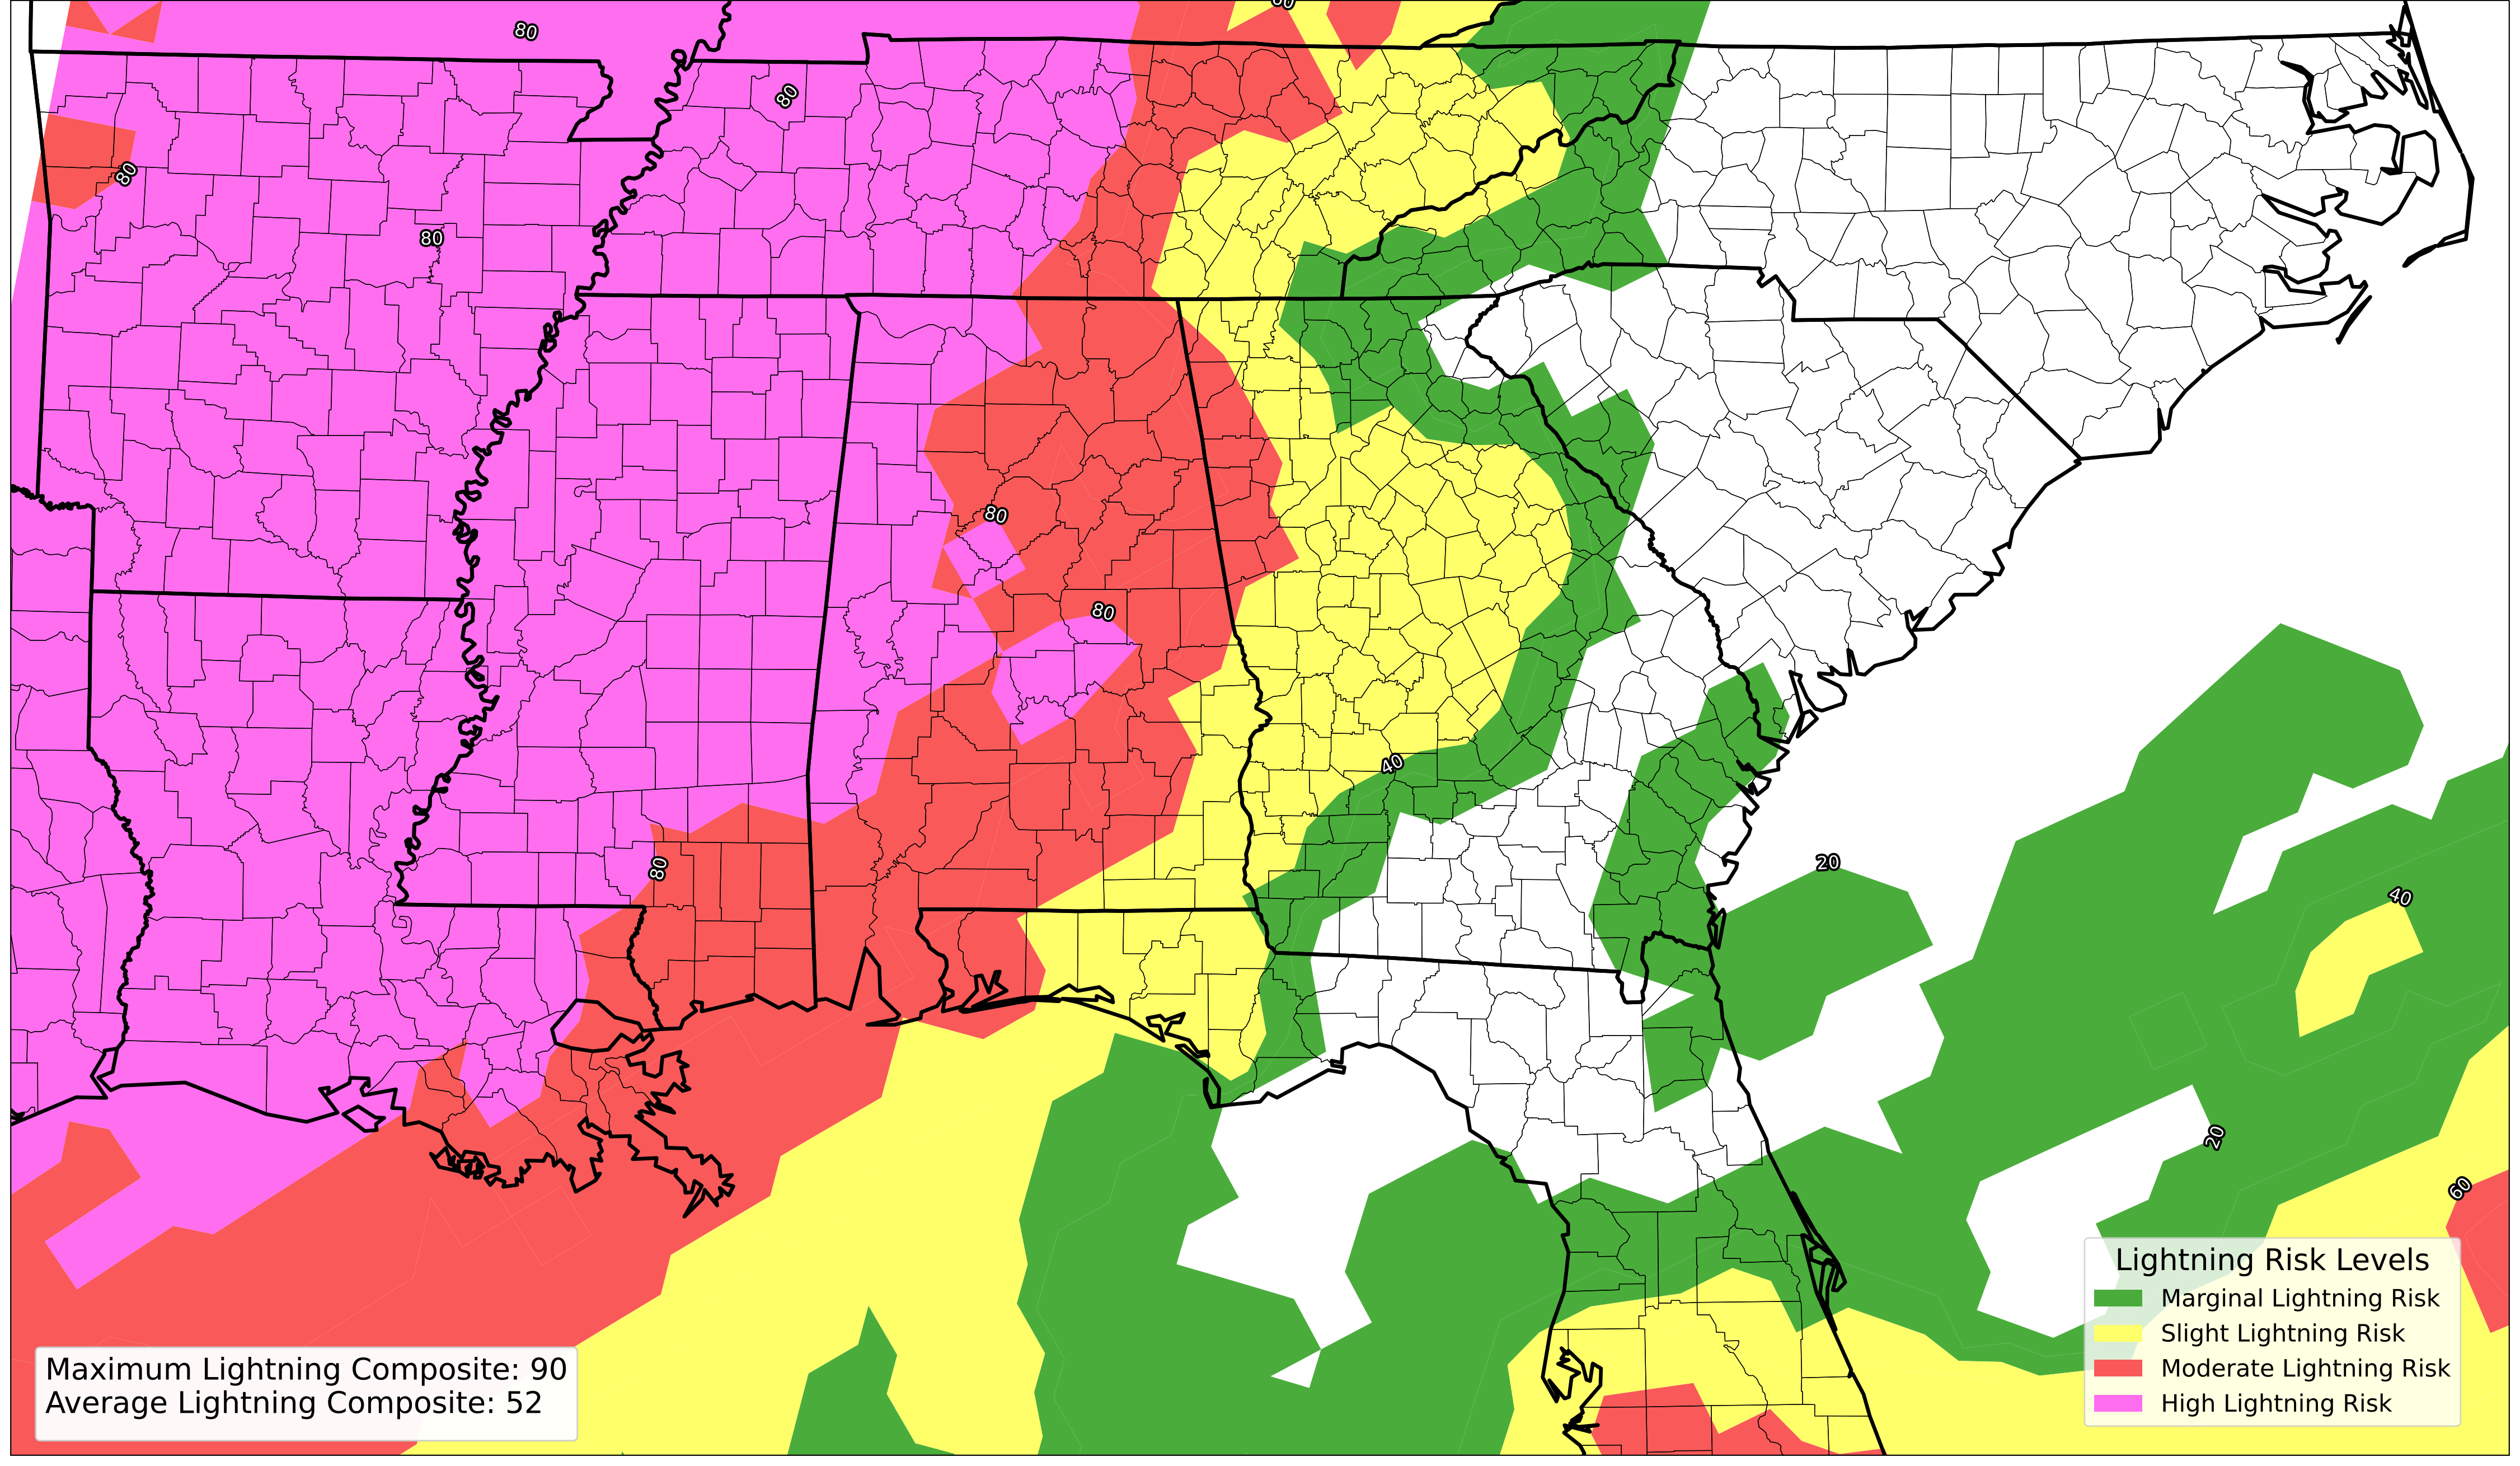 60
80
80
80
80
80
80
40
80
20
40
20
60
Lightning Risk Levels
Marginal Lightning Risk
Slight Lightning Risk
Moderate Lightning Risk
High Lightning Risk
Maximum Lightning Composite: 90
Average Lightning Composite: 52